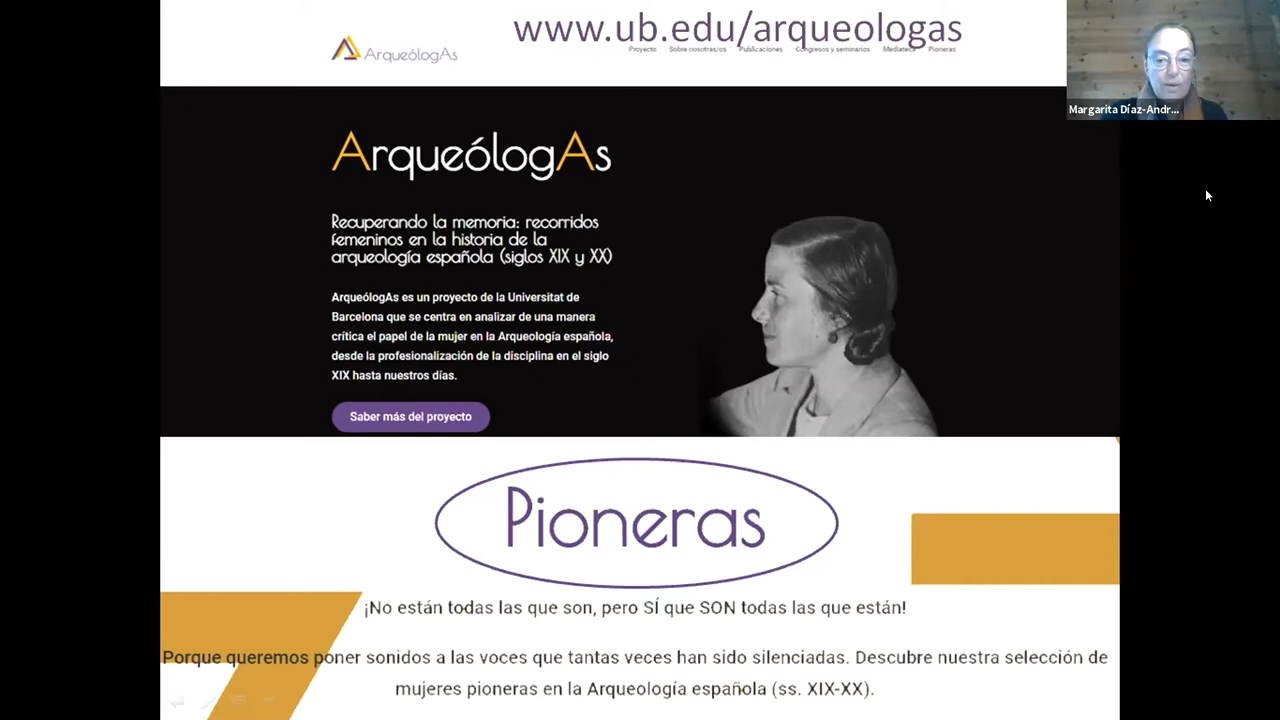 www.ub.edu/arqueologas
ArqueólogAs
Proyecto Sobre nosotras/os Publicaciones Congresos y seminarios Mediateca Pioneras
Margarita Díaz-Andr...
ArqueólogAs
Recuperando la memoria: recorridos
femeninos en la historia de la
arqueología española (siglos XIX y XX)
ArqueólogAs es un proyecto de la Universitat de
Barcelona que se centra en analizar de una manera
crítica el papel de la mujer en la Arqueología española,
desde la profesionalización de la disciplina en el siglo
XIX hasta nuestros días.
Saber más del proyecto
Pioneras
¡No están todas las que son, pero SÍ que SON todas las que están!
Porque queremos poner sonidos a las voces que tantas veces han sido silenciadas. Descubre nuestra selección de
mujeres pioneras en la Arqueología española (ss. XIX-XX).